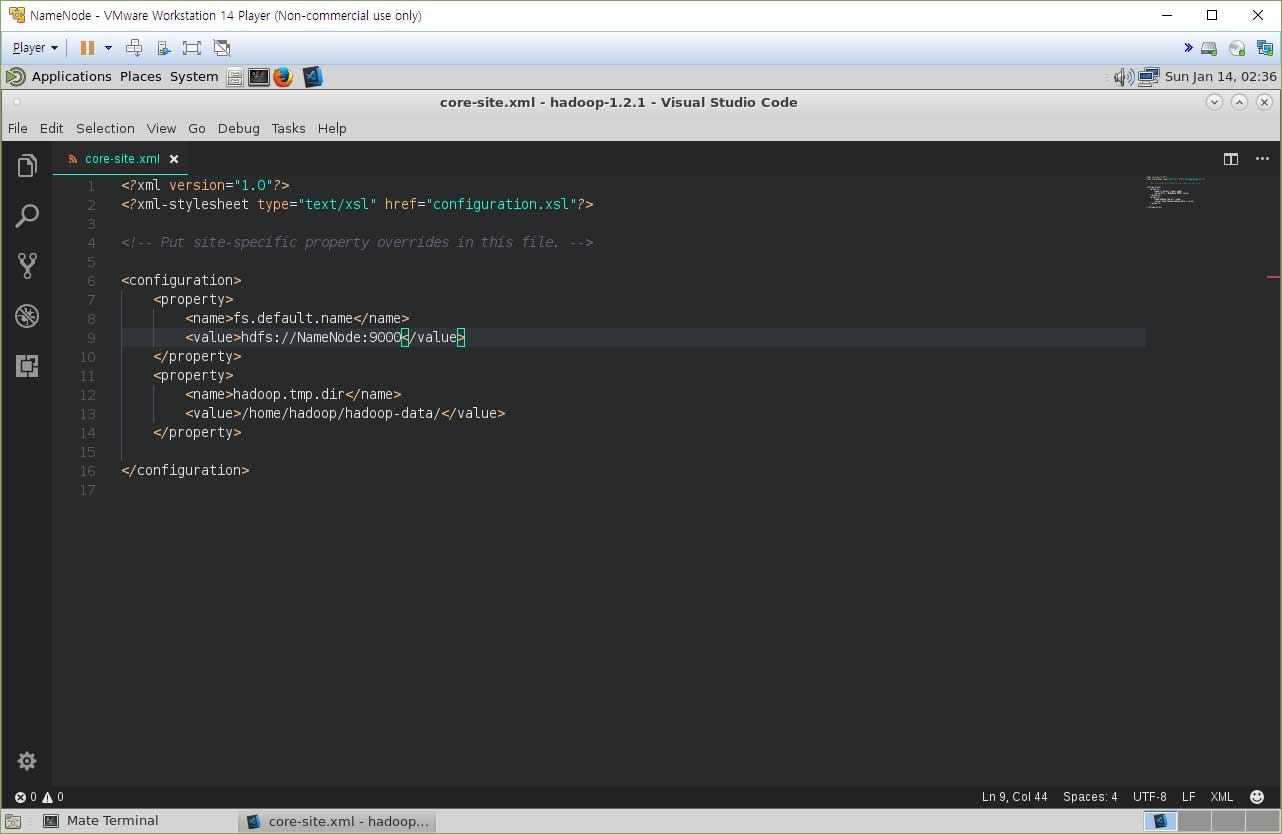 NameNode - VMware Workstation 14 Player (Non-commercial use only)
Player
Applications Places System Sun Jan 14, 02:36
core-site.xml - hadoop-1.2.1 - Visual Studio Code
File Edit Selection View Go Debug Tasks Help
core-site.xml
1 <?xml version="1.0"?>
2 <?xml-stylesheet type="text/xsl" href="configuration.xsl"?>
3
4 <!-- Put site-specific property overrides in this file. -->
5
6 <configuration>
7 <property>
8 <name>fs.default.name</name>
9 <value>hdfs://NameNode:9000</value>
10 </property>
11 <property>
12 <name>hadoop.tmp.dir</name>
13 <value>/home/hadoop/hadoop-data/</value>
14 </property>
15
16 </configuration>
17
0 0 Ln 9, Col 44 Spaces: 4 UTF-8 LF XML
Mate Terminal core-site.xml - hadoop...